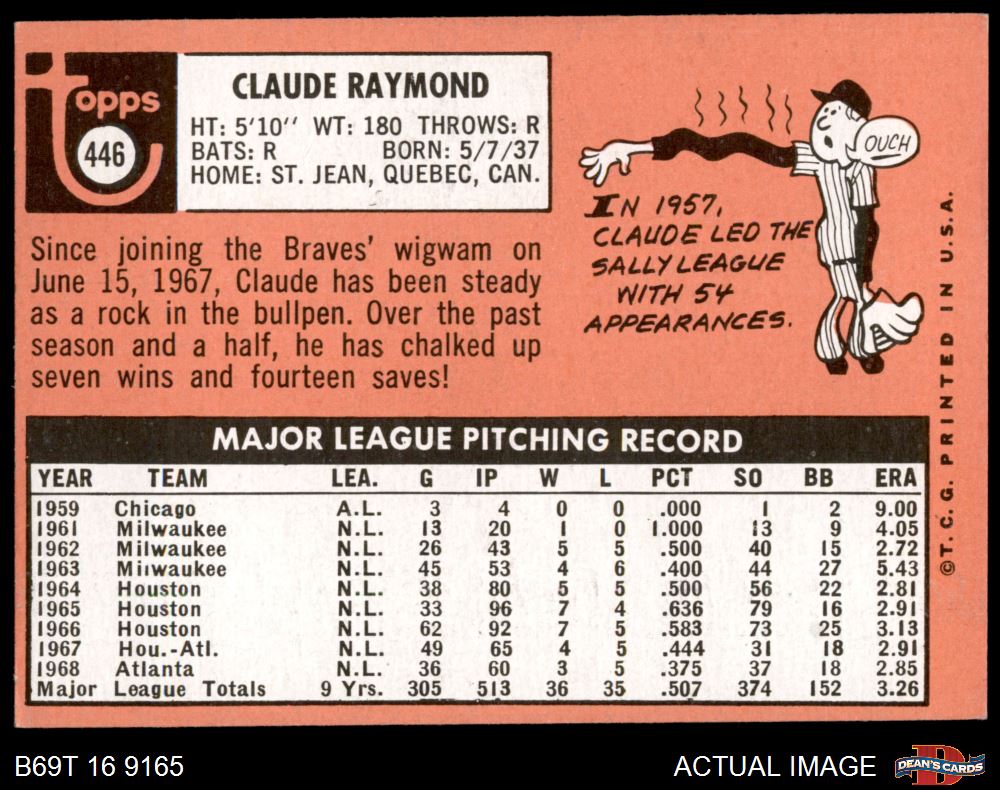 Topps
446
CLAUDE RAYMOND
HT: 5'10" WT: 180 THROWS: R
BATS: R BORN: 5/7/37
HOME: ST. JEAN, QUEBEC, CAN.
OUCH
IN 1957,
CLAUDE LED THE
SALLY LEAGUE
WITH 54
APPEARANCES.
Since joining the Braves' wigwam on
June 15, 1967, Claude has been steady
as a rock in the bullpen. Over the past
season and a half, he has chalked up
seven wins and fourteen saves!
©T. C. G. PRINTED IN U.S.A.
MAJOR LEAGUE PITCHING RECORD
YEAR TEAM LEA. G IP W L PCT SO BB ERA
1959 Chicago A.L. 3 4 0 0 .000 1 2 9.00
1961 Milwaukee N.L. 13 20 1 0 1.000 13 9 4.05
1962 Milwaukee N.L. 26 43 5 5 .500 40 15 2.72
1963 Milwaukee N.L. 45 53 4 6 .400 44 27 5.43
1964 Houston N.L. 38 80 5 5 .500 56 22 2.81
1965 Houston N.L. 33 96 7 4 .636 79 16 2.91
1966 Houston N.L. 62 92 7 5 .583 73 25 3.13
1967 Hou.-Atl. N.L. 49 65 4 5 .444 31 18 2.91
1968 Atlanta N.L. 36 60 3 5 .375 37 18 2.85
Major League Totals 9 Yrs. 305 513 36 35 .507 374 152 3.26
B69T 16 9165
ACTUAL IMAGE
DEAN'S CARDS